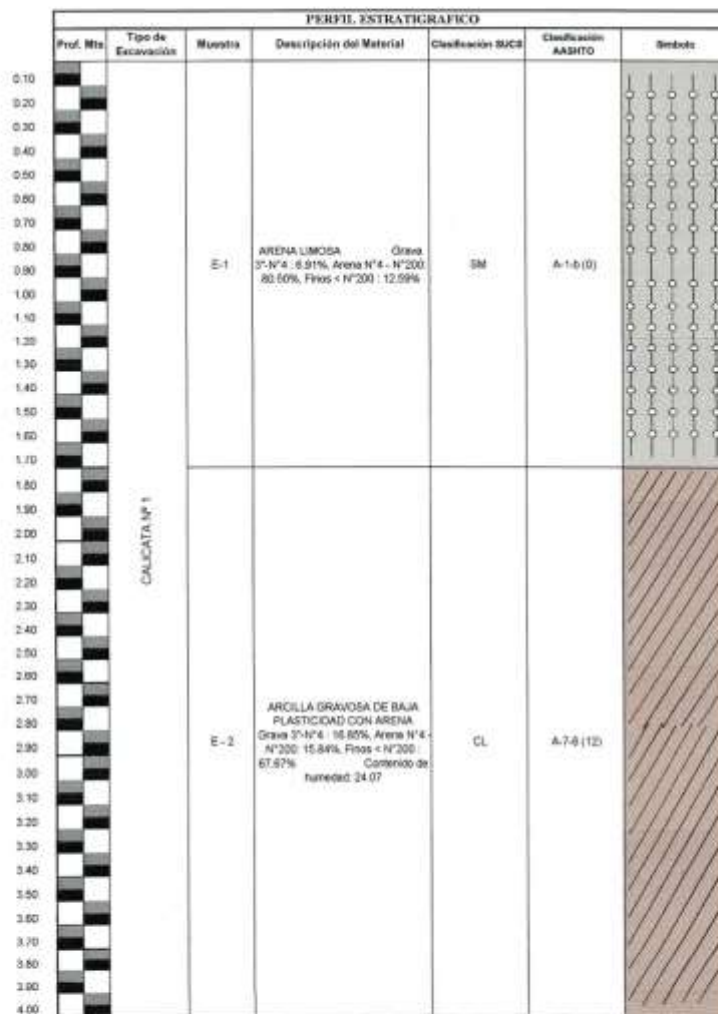 PERFIL ESTRATIGRAFICO
Prof. Mts
Tipo de
Excavación
Muestra
Descripción del Material
Clasificación SUCS
Clasificación
AASHTO
Simbolo
0.10
0.20
0.30
0.40
0.50
0.60
0.70
0.80
0.90
1.00
1.10
1.20
1.30
1.40
1.50
1.60
1.70
1.80
1.90
2.00
2.10
2.20
2.30
2.40
2.50
2.60
2.70
2.80
2.90
3.00
3.10
3.20
3.30
3.40
3.50
3.60
3.70
3.80
3.90
4.00
CALICATA Nº 1
E-1
ARENA LIMOSA Grava
3"-N°4 : 6.91%, Arena N°4 - N°200:
80.50%, Finos < N°200 : 12.59%
SM
A-1-b (0)
E - 2
ARCILLA GRAVOSA DE BAJA
PLASTICIDAD CON ARENA
Grava 3"-N°4 : 16.85%, Arena N°4 -
N°200: 15.84%, Finos < N°200 :
67.67% Contenido de
humedad: 24.07
CL
A-7-6 (12)